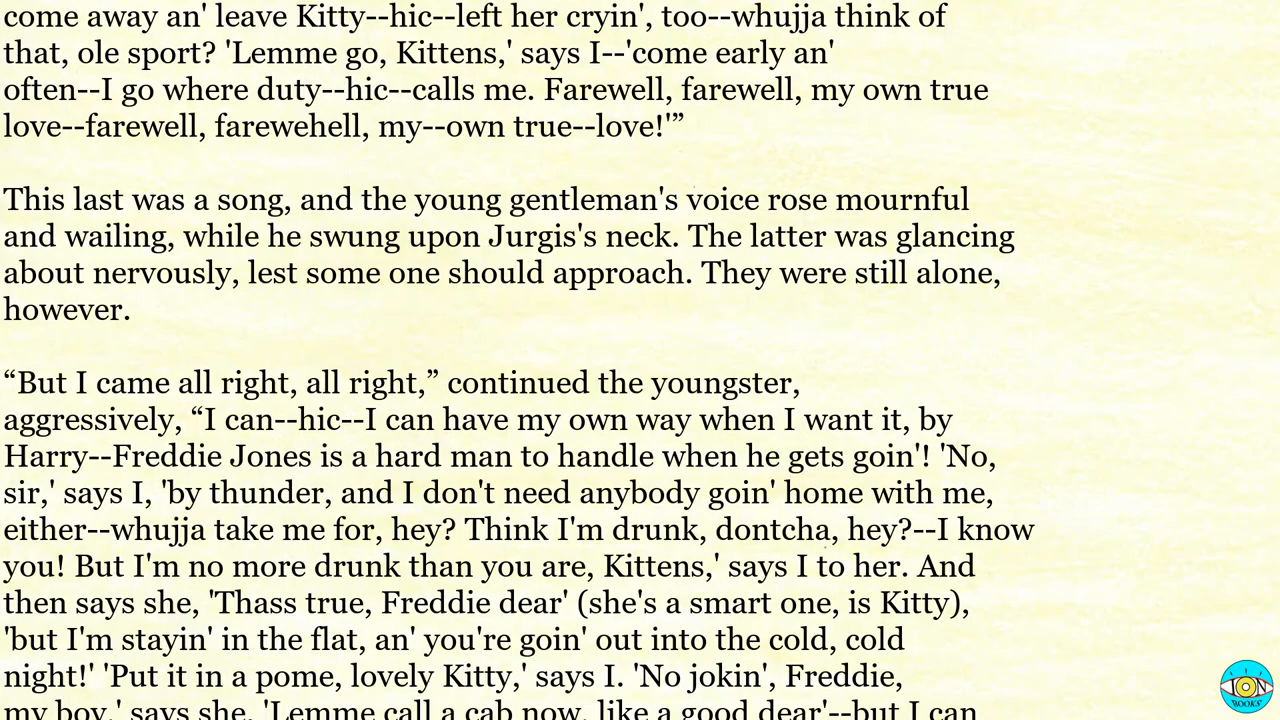 come away an' leave Kitty--hic--left her cryin', too--whujja think of
that, ole sport? 'Lemme go, Kittens,' says I--'come early an'
often--I go where duty--hic--calls me. Farewell, farewell, my own true
love--farewell, farewehell, my--own true--love!'”
This last was a song, and the young gentleman's voice rose mournful
and wailing, while he swung upon Jurgis's neck. The latter was glancing
about nervously, lest some one should approach. They were still alone,
however.
“But I came all right, all right,” continued the youngster,
aggressively, “I can--hic--I can have my own way when I want it, by
Harry--Freddie Jones is a hard man to handle when he gets goin'! 'No,
sir,' says I, 'by thunder, and I don't need anybody goin' home with me,
either--whujja take me for, hey? Think I'm drunk, dontcha, hey?--I know
you! But I'm no more drunk than you are, Kittens,' says I to her. And
then says she, 'Thass true, Freddie dear' (she's a smart one, is Kitty),
'but I'm stayin' in the flat, an' you're goin' out into the cold, cold
night!' 'Put it in a pome, lovely Kitty,' says I. 'No jokin', Freddie,
my boy,' says she. 'Lemme call a cab now, like a good dear'--but I can
ION
BOOKS